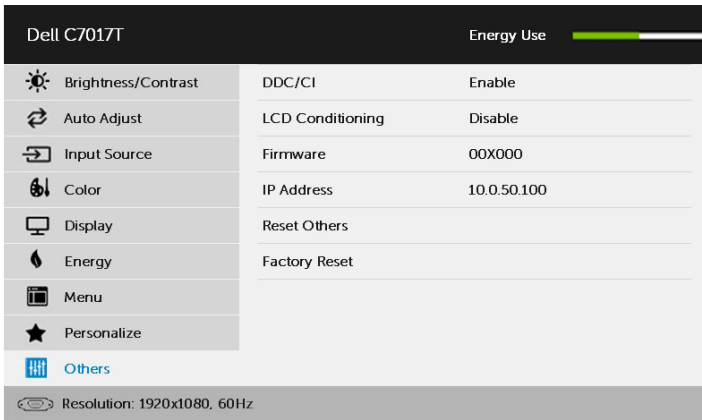 Dell C7017T Energy Use
Brightness/Contrast DDC/CI Enable
Auto Adjust LCD Conditioning Disable
Input Source Firmware 00X000
Color IP Address 10.0.50.100
Display Reset Others
Energy Factory Reset
Menu
Personalize
Others
Resolution: 1920x1080, 60Hz